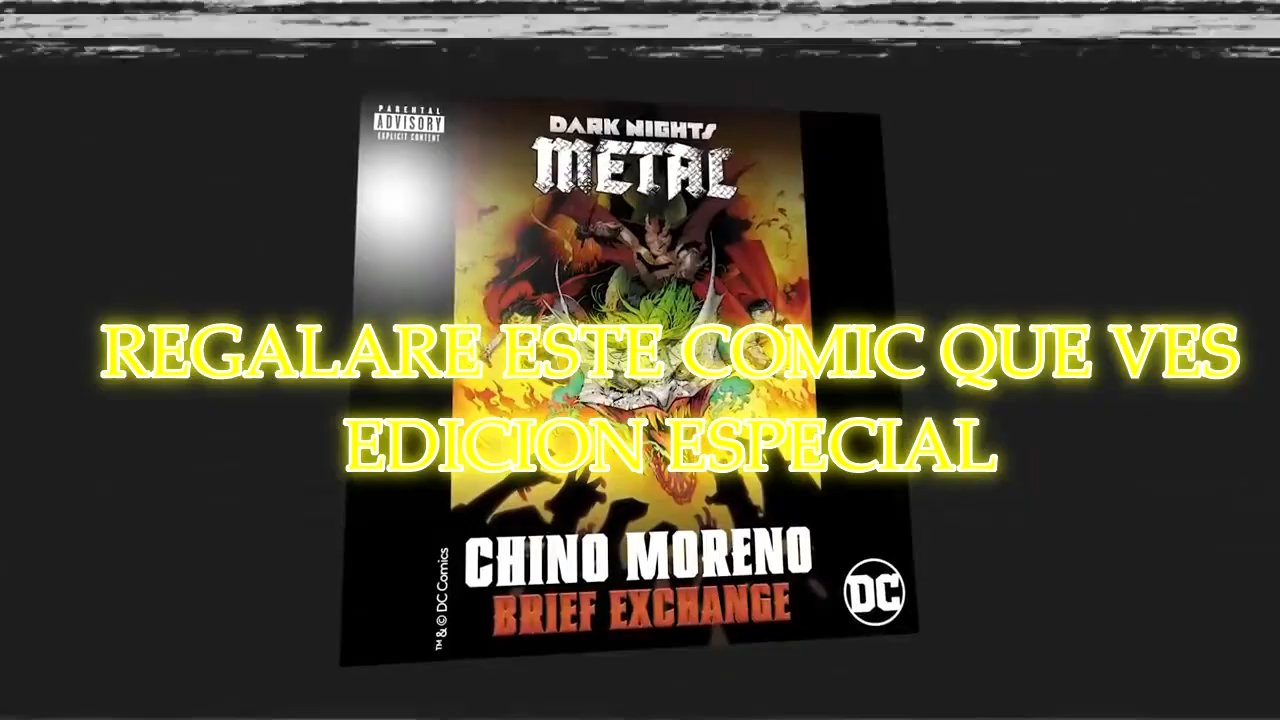 PARENTAL
ADVISORY
EXPLICIT CONTENT
DARK NIGHTS
METAL
REGALARE ESTE COMIC QUE VES
EDICION ESPECIAL
CHINO MORENO
BRIEF EXCHANGE
™ & © DC Comics
DC